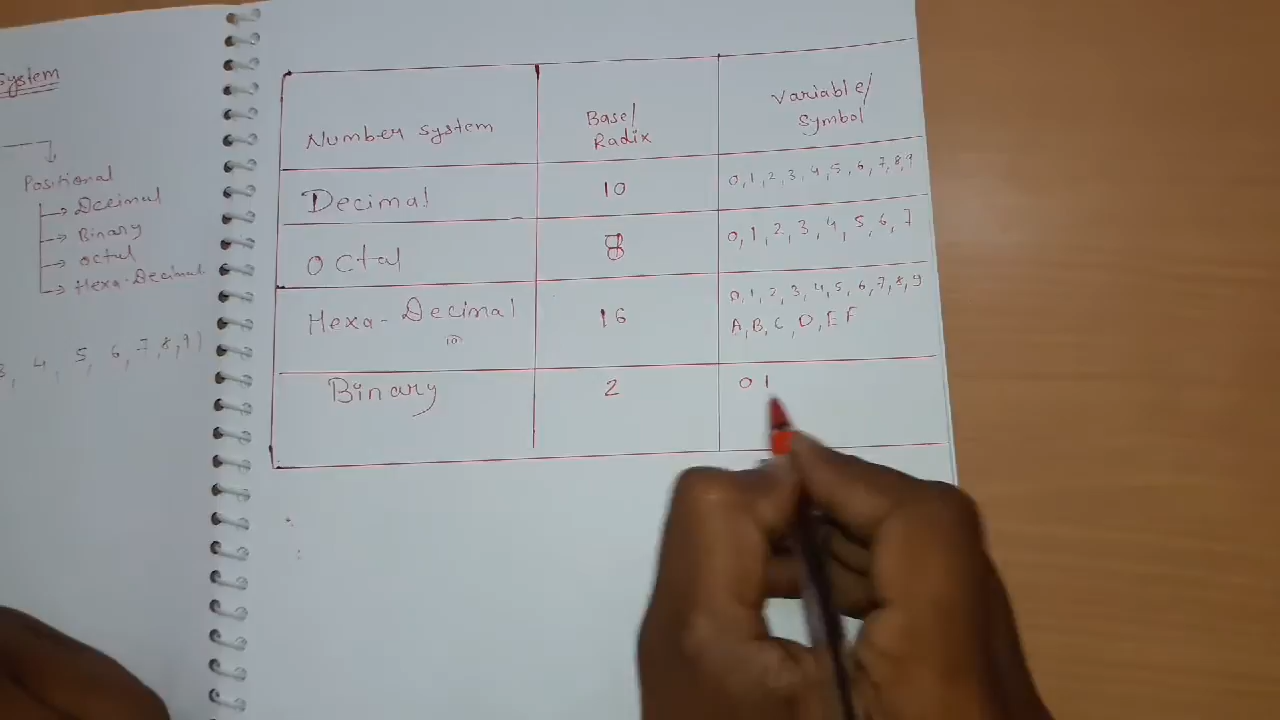 System
Positional
→ Decimal
→ Binary
→ octal
→ Hexa-Decimal
3, 4, 5, 6, 7, 8, 9)
Number system
Base/
Radix
Variable/
Symbol
Decimal
10
0, 1, 2, 3, 4, 5, 6, 7, 8, 9
Octal
8
0, 1, 2, 3, 4, 5, 6, 7
Hexa-Decimal
10
16
0, 1, 2, 3, 4, 5, 6, 7, 8, 9
A, B, C, D, E F
Binary
2
0 1